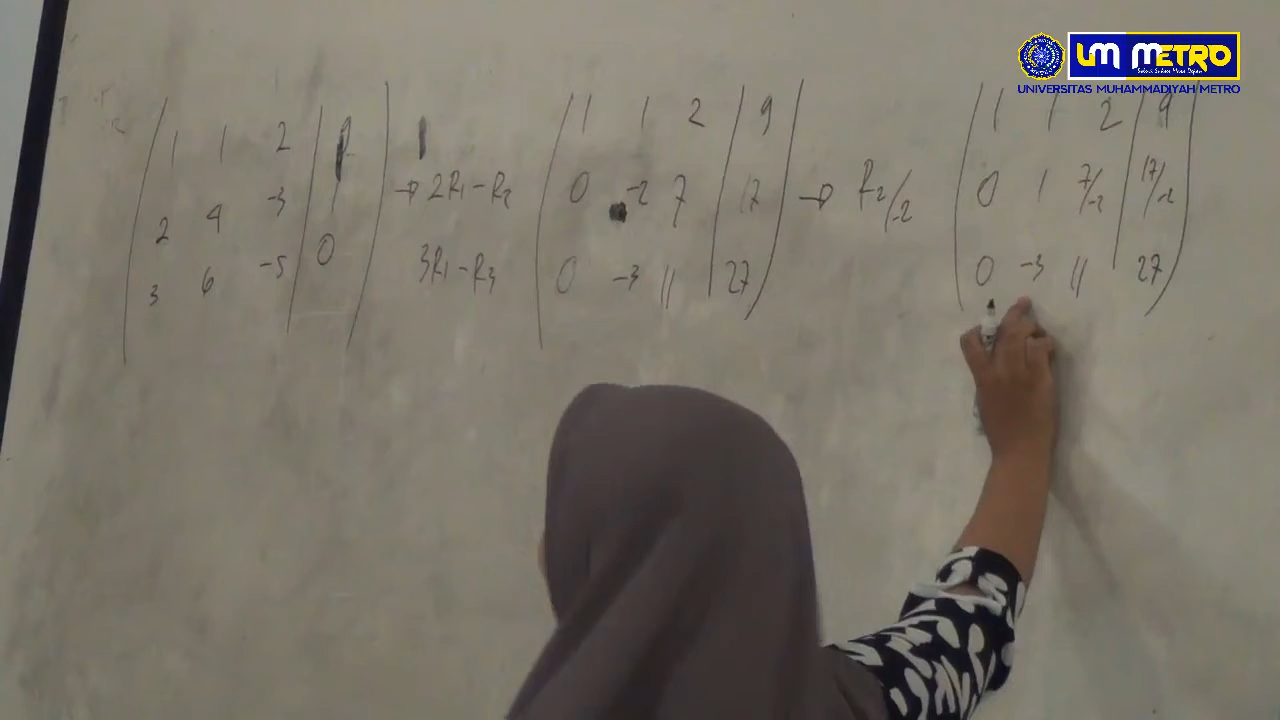 UM METRO
UNIVERSITAS MUHAMMADIYAH METRO
1 1 2 | 9 1 1 2 | 9 1 1 2 | 9
2 4 -3 | 1 → 2R1-R2 0 -2 7 | 17 → R2/-2 0 1 7/-2 | 17/-2
3 6 -5 | 0 3R1-R3 0 -3 11 | 27 0 -3 11 | 27